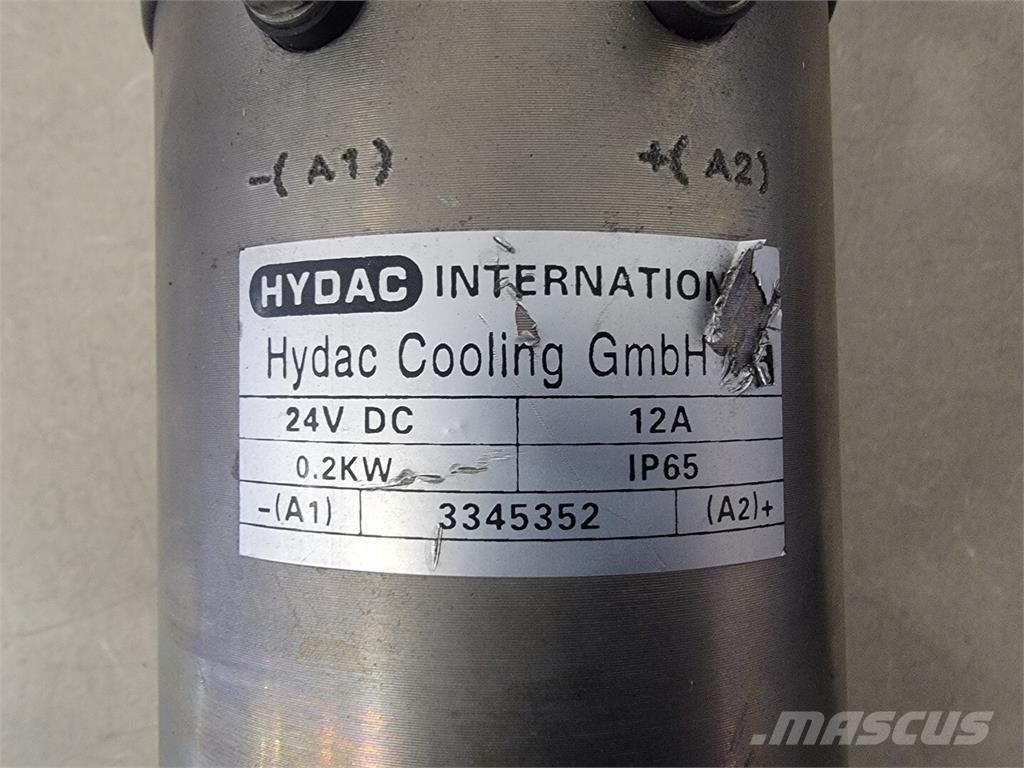 -(A1) +(A2)
HYDAC INTERNATION
Hydac Cooling GmbH
24V DC 12A
0.2KW IP65
-(A1) 3345352 (A2)+
MASCUS